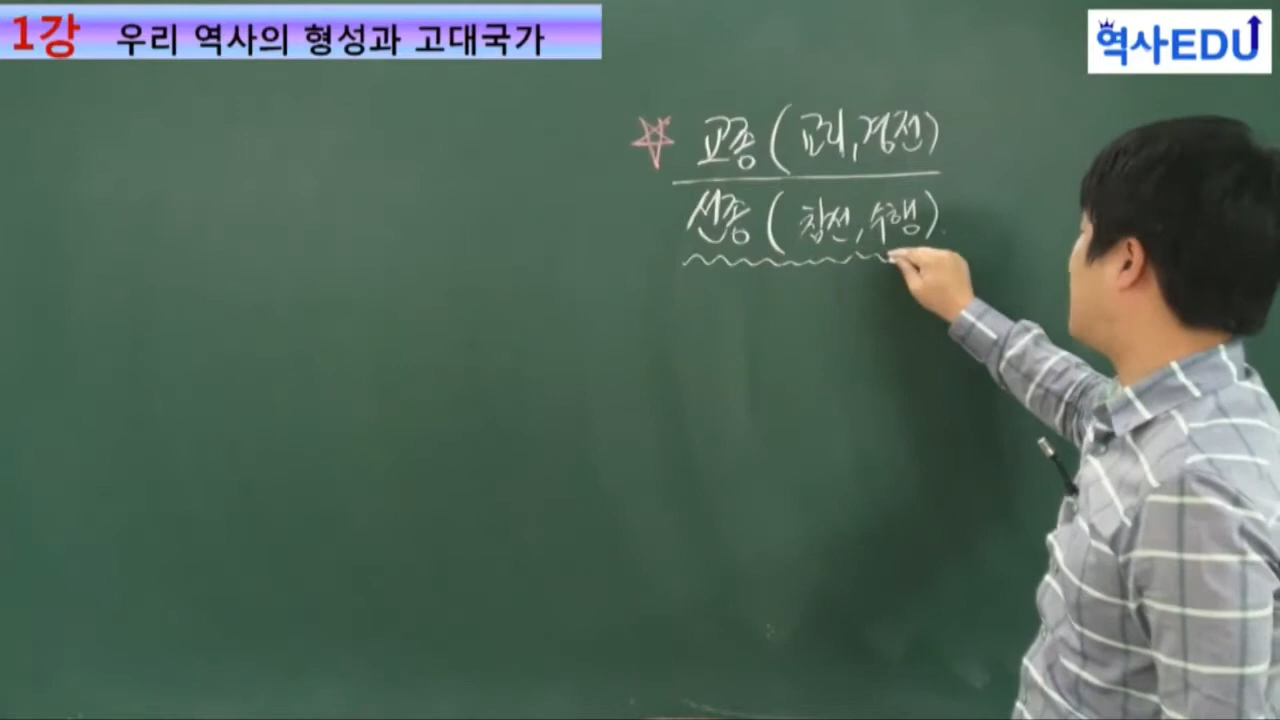 1강 우리 역사의 형성과 고대국가
역사EDU
교종 (교리, 경전)
선종 (참선, 수행)